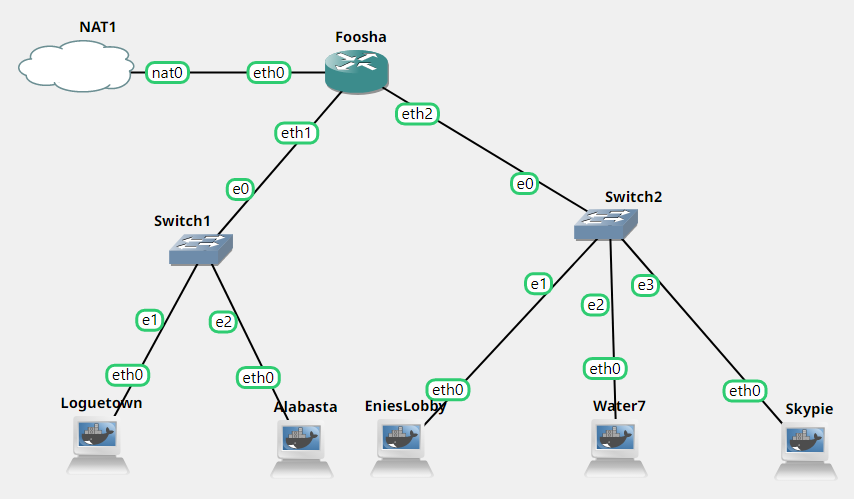 NAT1
Foosha
nat0
eth0
eth1
eth2
e0
e0
Switch1
Switch2
e1
e2
e1
e2
e3
eth0
eth0
eth0
eth0
eth0
Loguetown
Alabasta
EniesLobby
Water7
Skypie